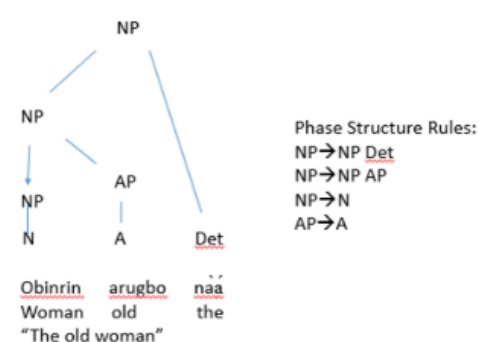 NP
NP
AP
NP
N A Det
Obinrin arugbo nàá
Woman old the
"The old woman"
Phase Structure Rules:
NP→NP Det
NP→NP AP
NP→N
AP→A